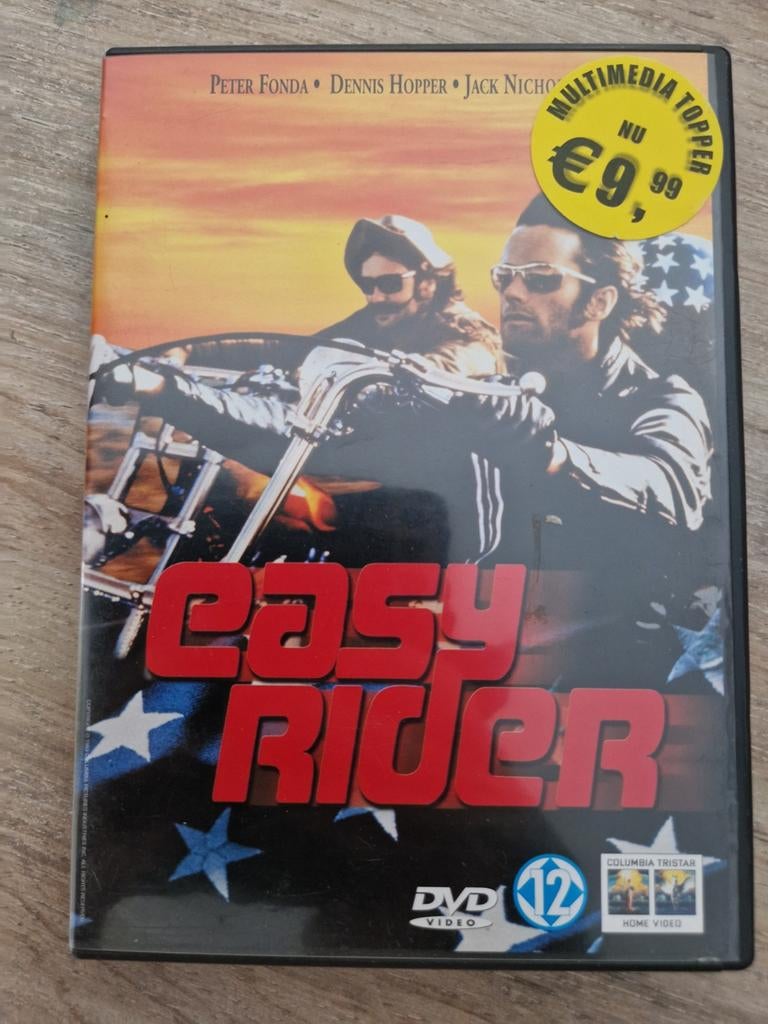 PETER FONDA • DENNIS HOPPER • JACK NICHO
MULTIMEDIA TOPPER
NU
€9,99
easy
RIDER
DVD
VIDEO
12
COLUMBIA TRISTAR
HOME VIDEO